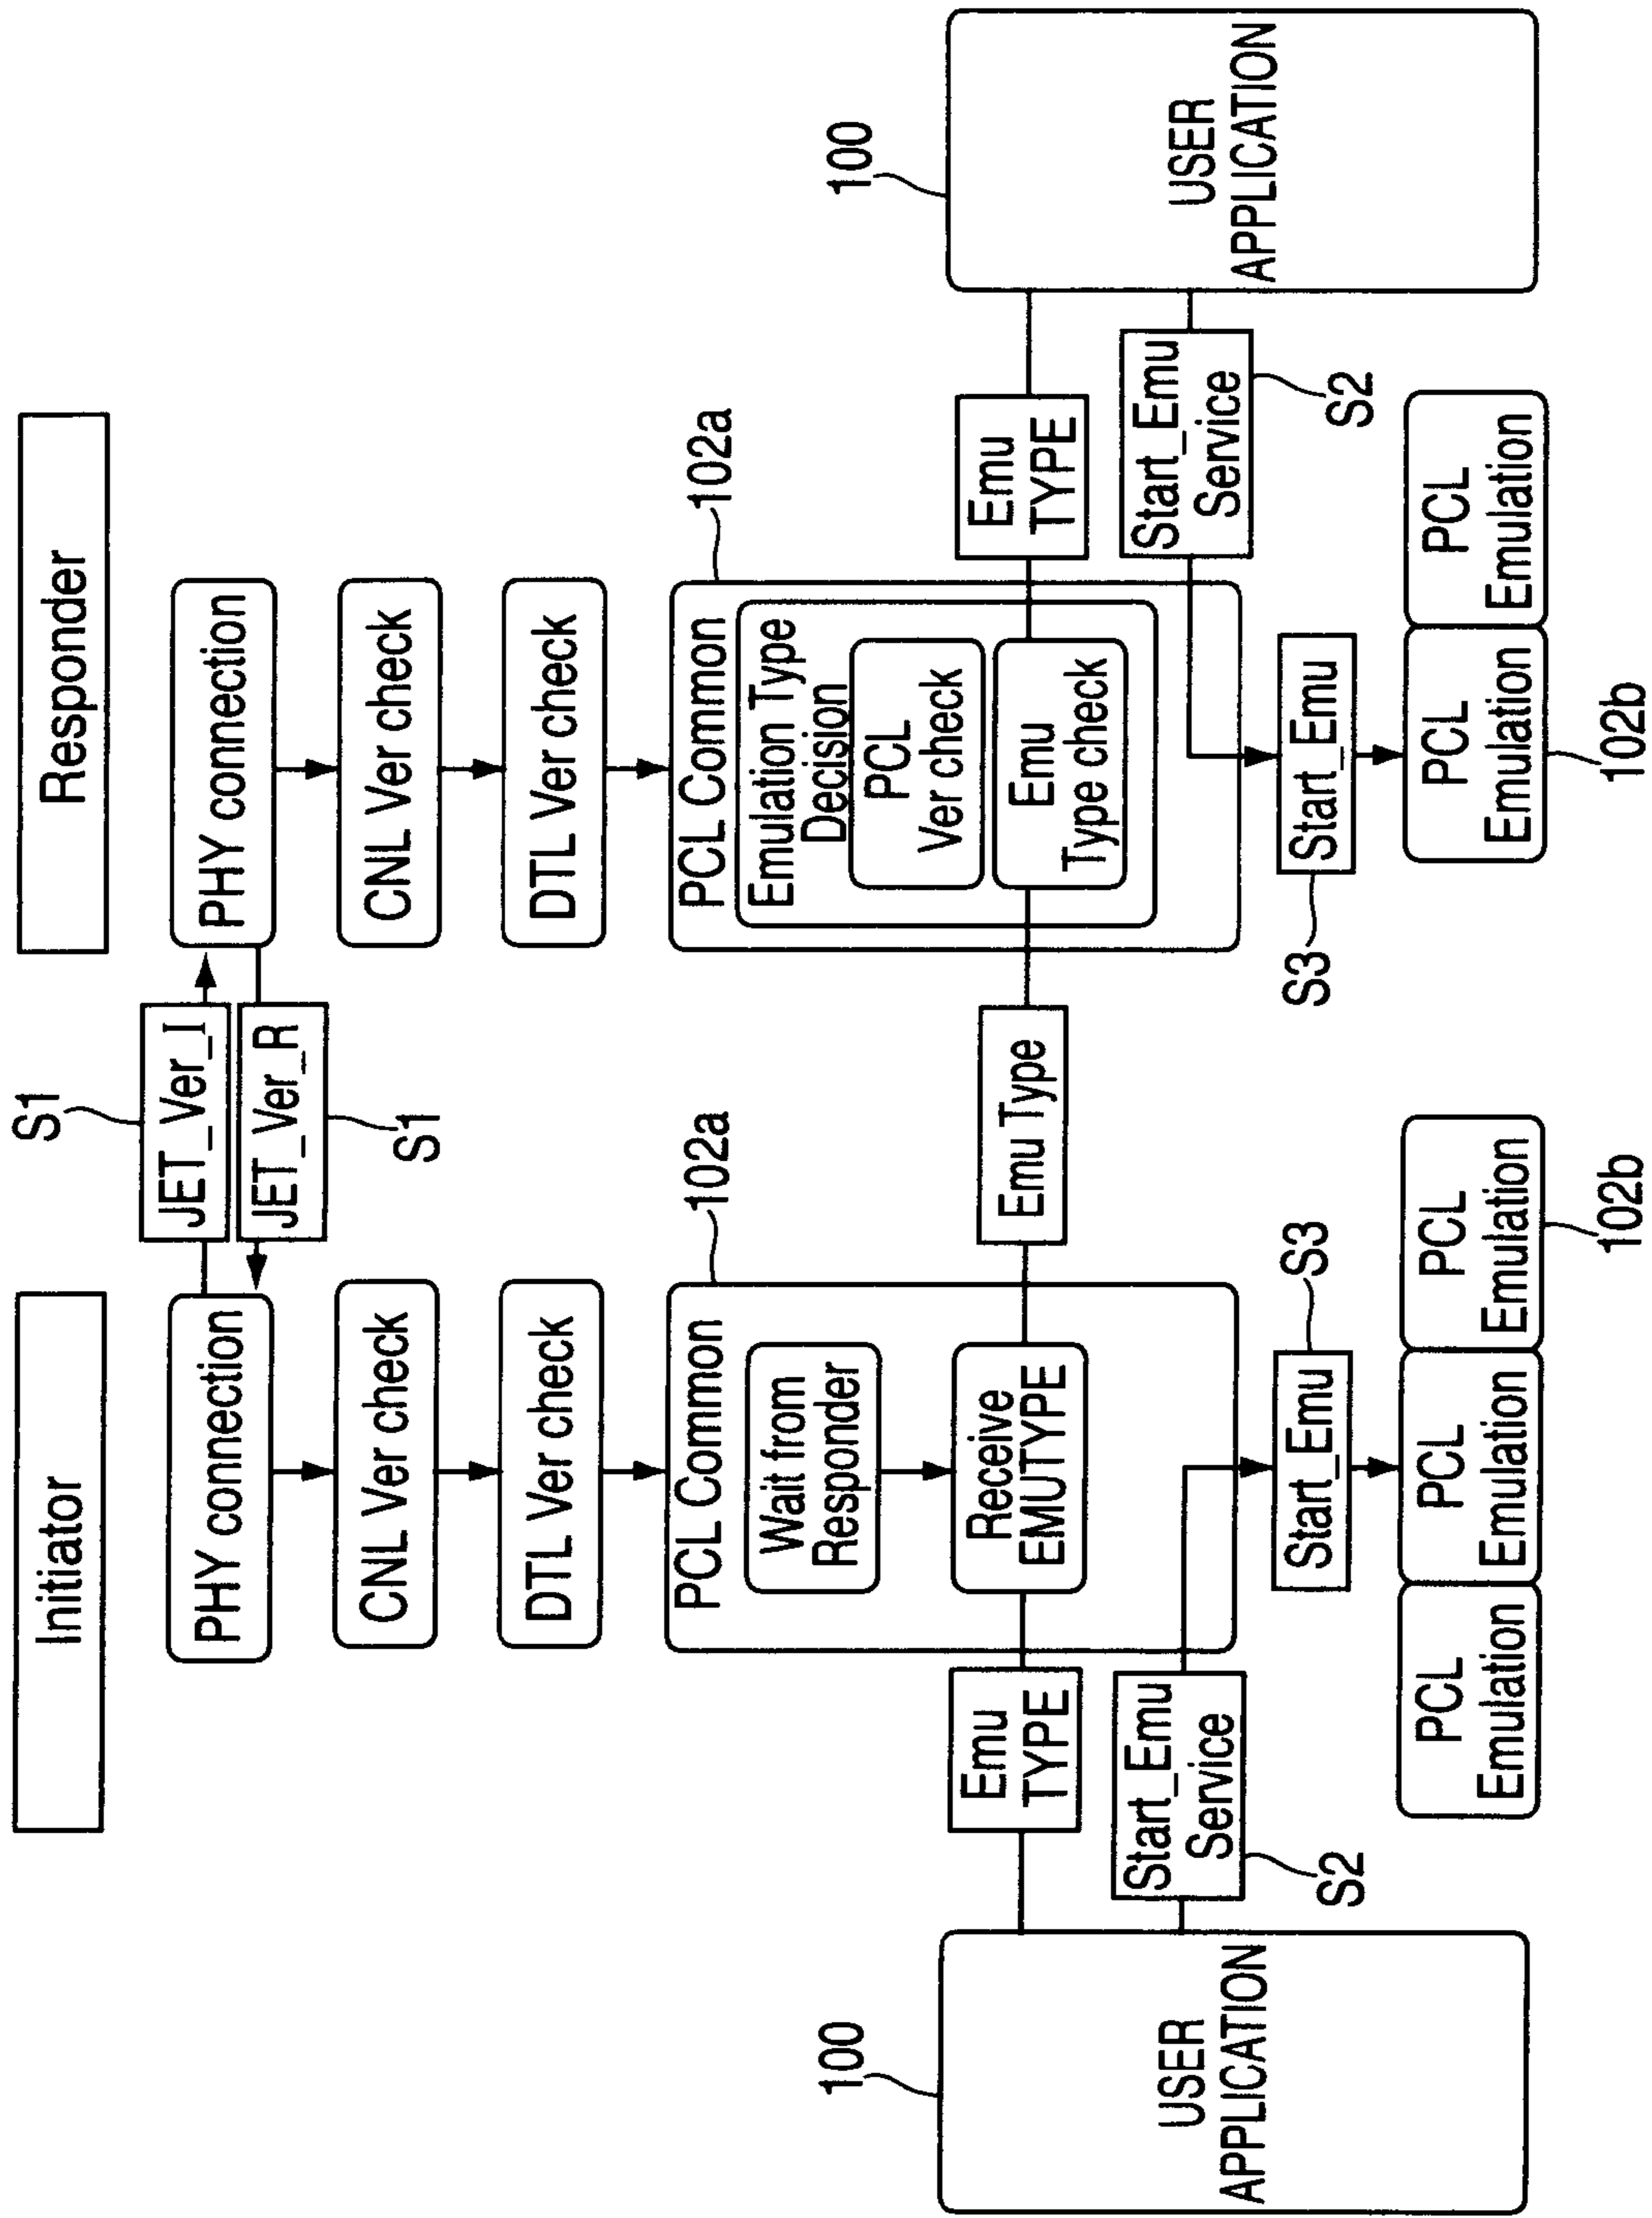 Initiator
Responder
S1
JET_Ver_I
JET_Ver_R
S1
PHY connection
PHY connection
CNL Ver check
CNL Ver check
DTL Ver check
DTL Ver check
102a
102a
PCL Common
Wait from
Responder
Receive
EMUTYPE
PCL Common
Emulation Type
Decision
PCL
Ver check
Emu
Type check
100
USER
APPLICATION
Emu
TYPE
Emu Type
Emu
TYPE
100
USER
APPLICATION
Start_Emu
Service
S2
Start_Emu
Service
S2
Start_Emu
S3
S3
Start_Emu
PCL
Emulation
PCL
Emulation
PCL
Emulation
102b
PCL
Emulation
PCL
Emulation
102b